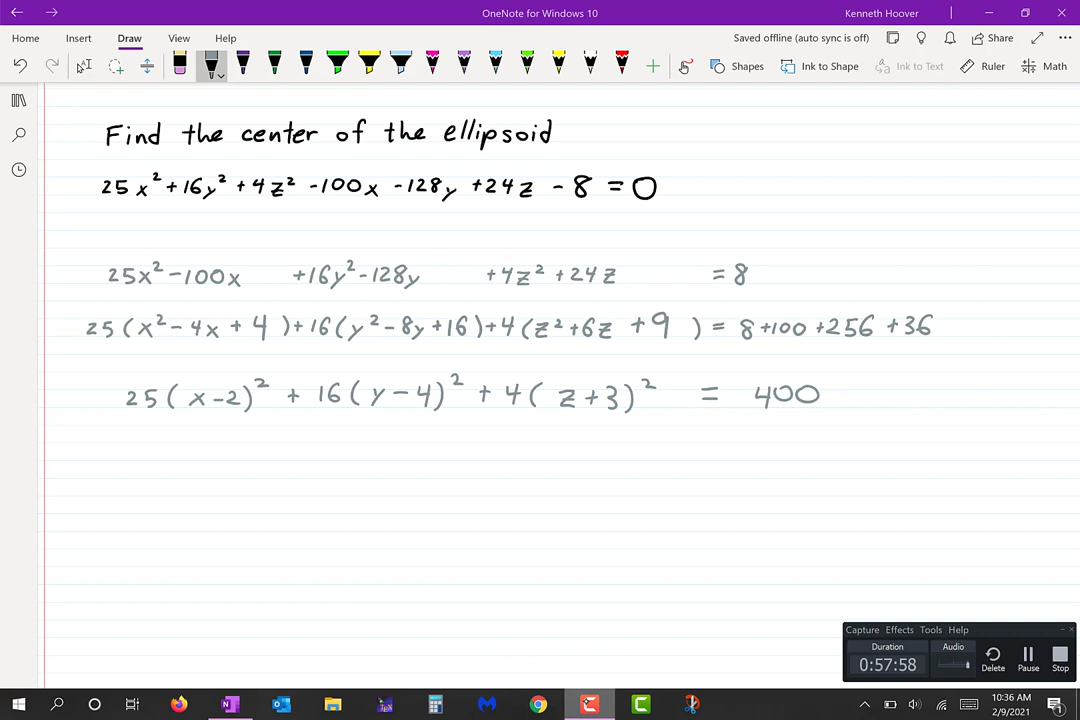 OneNote for Windows 10
Kenneth Hoover
Home Insert Draw View Help
Saved offline (auto sync is off)
Share
Shapes
Ink to Shape
Ink to Text
Ruler
Math
Find the center of the ellipsoid
25x² + 16y² + 4z² - 100x - 128y + 24z - 8 = 0
25x² - 100x + 16y² - 128y + 4z² + 24z = 8
25(x² - 4x + 4) + 16(y² - 8y + 16) + 4(z² + 6z + 9) = 8 + 100 + 256 + 36
25(x - 2)² + 16(y - 4)² + 4(z + 3)² = 400
Capture Effects Tools Help
Duration
0:57:58
Audio
Delete
Pause
Stop
10:36 AM
2/9/2021